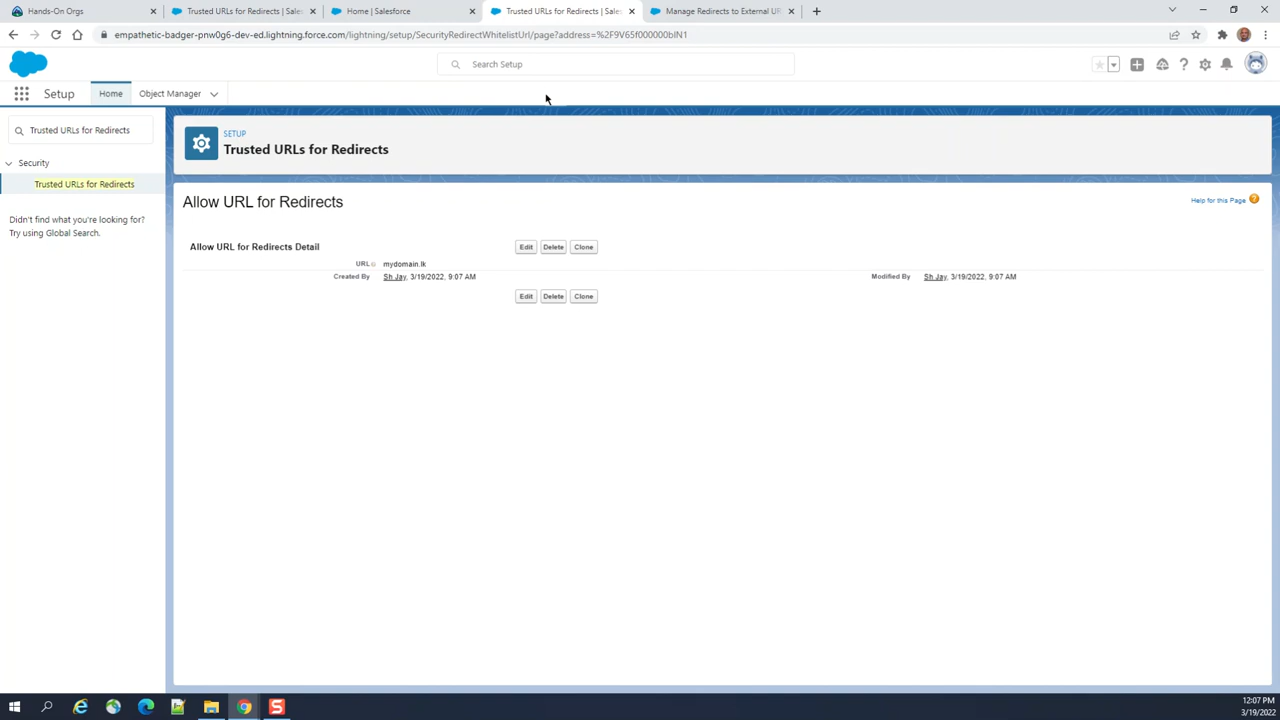 Hands-On Orgs
Trusted URLs for Redirects | Sales
Home | Salesforce
Trusted URLs for Redirects | Sales
Manage Redirects to External UR
empathetic-badger-pnw0g6-dev-ed.lightning.force.com/lightning/setup/SecurityRedirectWhitelistUrl/page?address=%2F9V65f000000blN1
Search Setup
Setup
Home
Object Manager
Trusted URLs for Redirects
Security
Trusted URLs for Redirects
Didn't find what you're looking for?
Try using Global Search.
SETUP
Trusted URLs for Redirects
Allow URL for Redirects
Help for this Page
Allow URL for Redirects Detail
Edit Delete Clone
URL mydomain.lk
Created By Sh Jay, 3/19/2022, 9:07 AM
Modified By Sh Jay, 3/19/2022, 9:07 AM
Edit Delete Clone
12:07 PM
3/19/2022